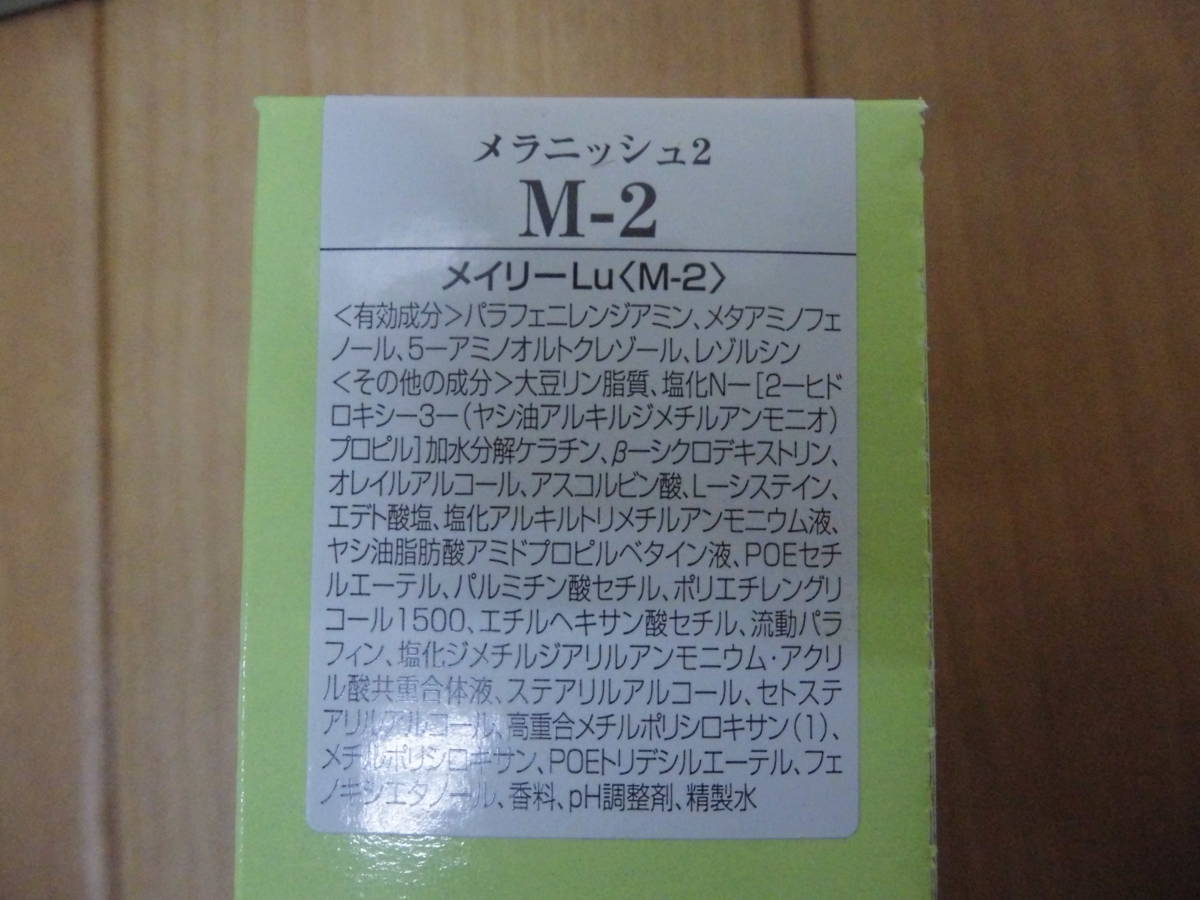 メラニッシュ2
M-2
メイリーLu〈M-2〉
〈有効成分〉パラフェニレンジアミン、メタアミノフェ
ノール、5ーアミノオルトクレゾール、レゾルシン
〈その他の成分〉大豆リン脂質、塩化Nー[2ーヒド
ロキシー3ー(ヤシ油アルキルジメチルアンモニオ)
プロピル]加水分解ケラチン、βーシクロデキストリン、
オレイルアルコール、アスコルビン酸、Lーシステイン、
エデト酸塩、塩化アルキルトリメチルアンモニウム液、
ヤシ油脂肪酸アミドプロピルベタイン液、POEセチ
ルエーテル、パルミチン酸セチル、ポリエチレングリ
コール1500、エチルヘキサン酸セチル、流動パラ
フィン、塩化ジメチルジアリルアンモニウム・アクリ
ル酸共重合体液、ステアリルアルコール、セトステ
アリルアルコール、高重合メチルポリシロキサン(1)、
メチルポリシロキサン、POEトリデシルエーテル、フェ
ノキシエタノール、香料、pH調整剤、精製水